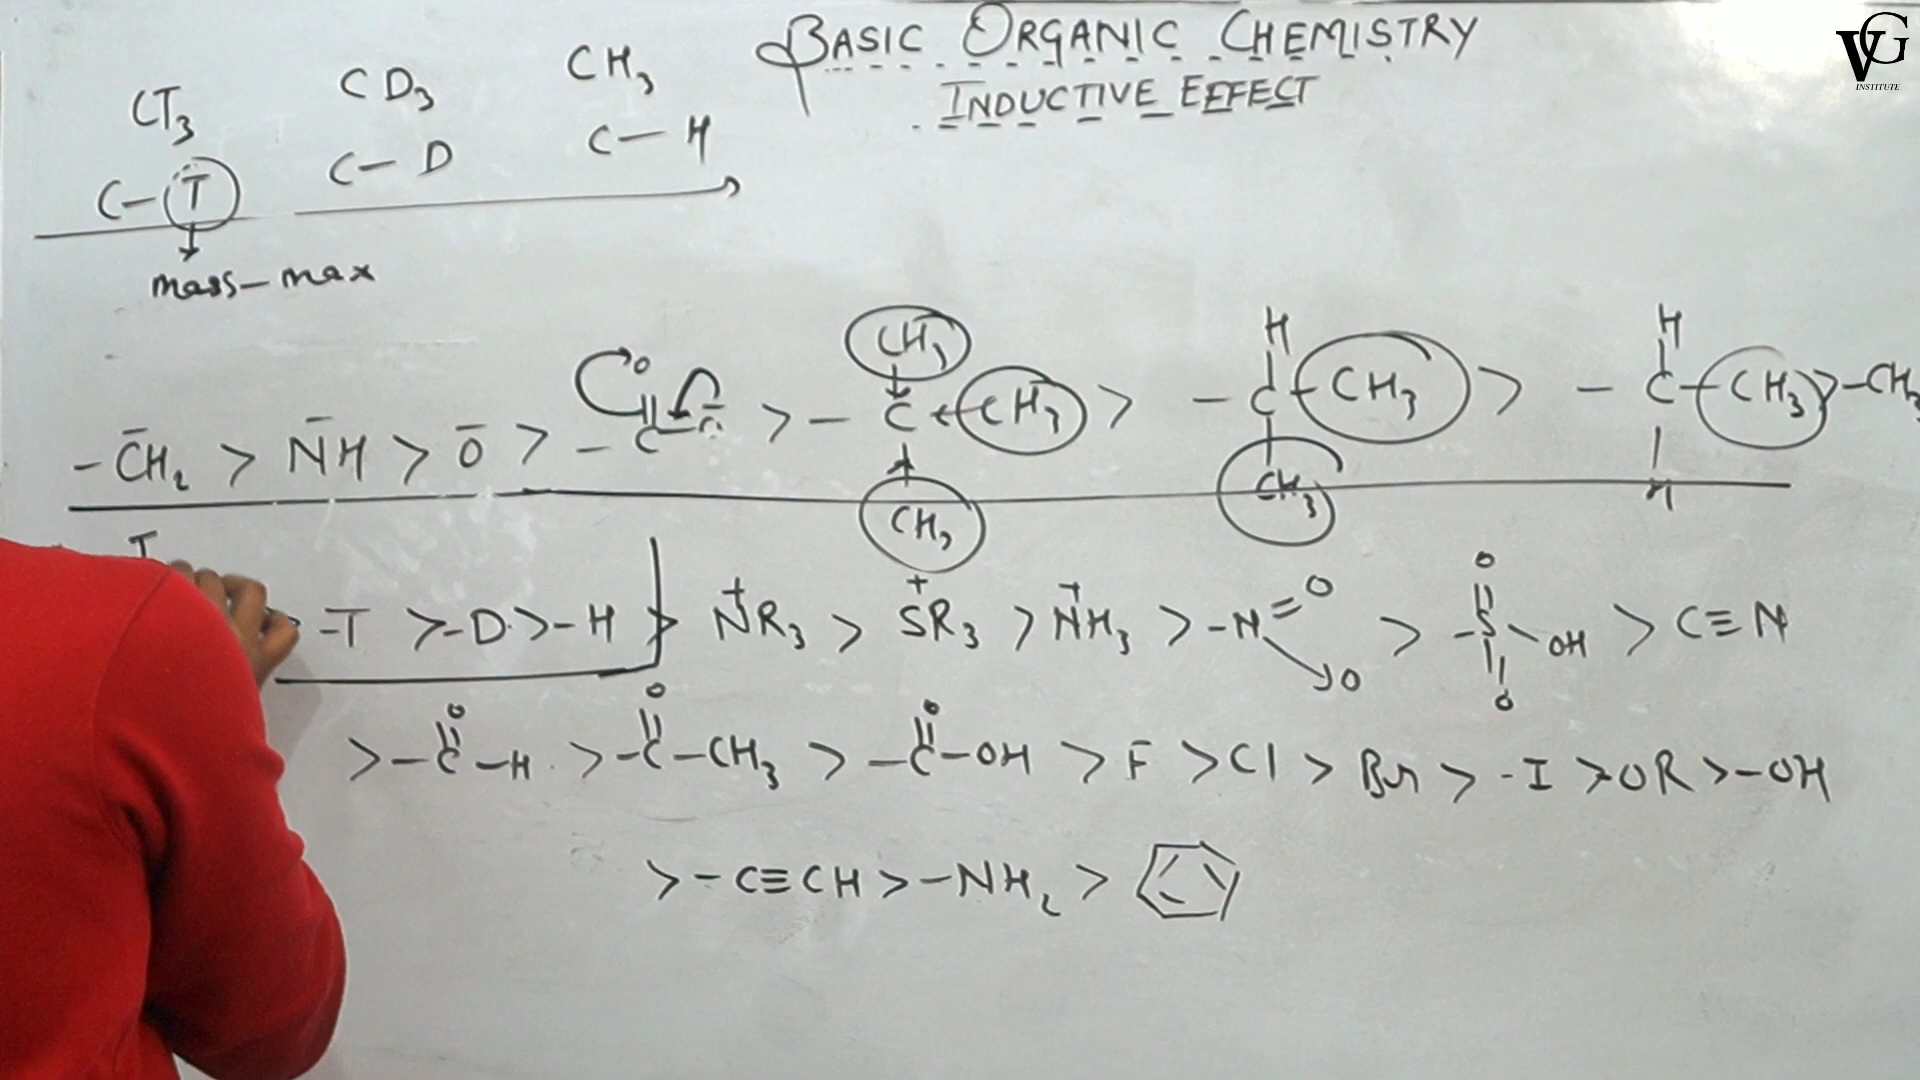 BASIC ORGANIC CHEMISTRY
INDUCTIVE EFFECT
VG
INSTITUTE
CT₃ CD₃ CH₃
C-T C-D C-H
mass-max
-C̄H₂ > N̄H > Ō > -C(=O)-Ō > -C(CH₃)(CH₃)-CH₃ > -C(H)(CH₃)-CH₃ > -C(H)(H)-CH₃ > -CH₃
-T > -D > -H > N⁺R₃ > S⁺R₃ > N⁺H₃ > -N(=O)→O > -S(=O)(=O)-OH > C≡N
> -C(=O)-H > -C(=O)-CH₃ > -C(=O)-OH > F > Cl > Br > -I > OR > -OH
> -C≡CH > -NH₂ >